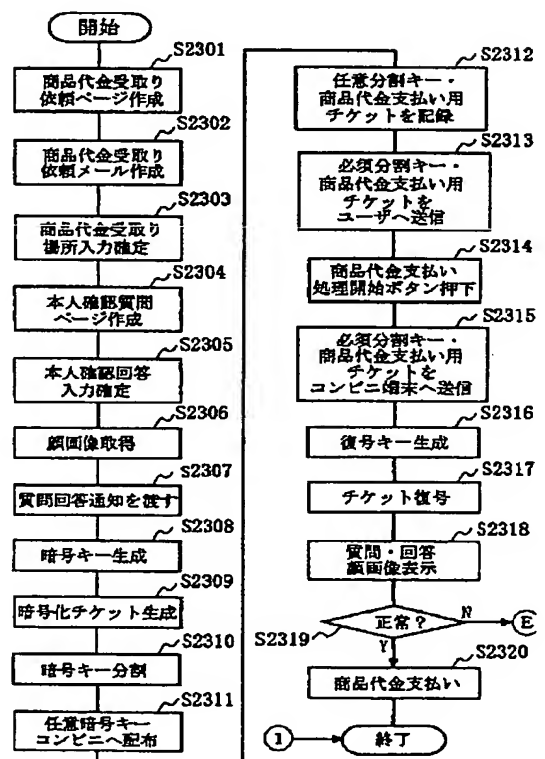 開始
S2301
商品代金受取り
依頼ページ作成
S2302
商品代金受取り
依頼メール作成
S2303
商品代金受取り
場所入力確定
S2304
本人確認質問
ページ作成
S2305
本人確認回答
入力確定
S2306
顔画像取得
S2307
質問回答通知を渡す
S2308
暗号キー生成
S2309
暗号化チケット生成
S2310
暗号キー分割
S2311
任意暗号キー
コンビニへ配布
S2312
任意分割キー・
商品代金支払い用
チケットを記録
S2313
必須分割キー・
商品代金支払い用
チケットを
ユーザへ送信
S2314
商品代金支払い
処理開始ボタン押下
S2315
必須分割キー・
商品代金支払い用
チケットを
コンビニ端末へ送信
S2316
復号キー生成
S2317
チケット復号
S2318
質問・回答
顔画像表示
S2319
正常?
N
E
Y
S2320
商品代金支払い
1
終了